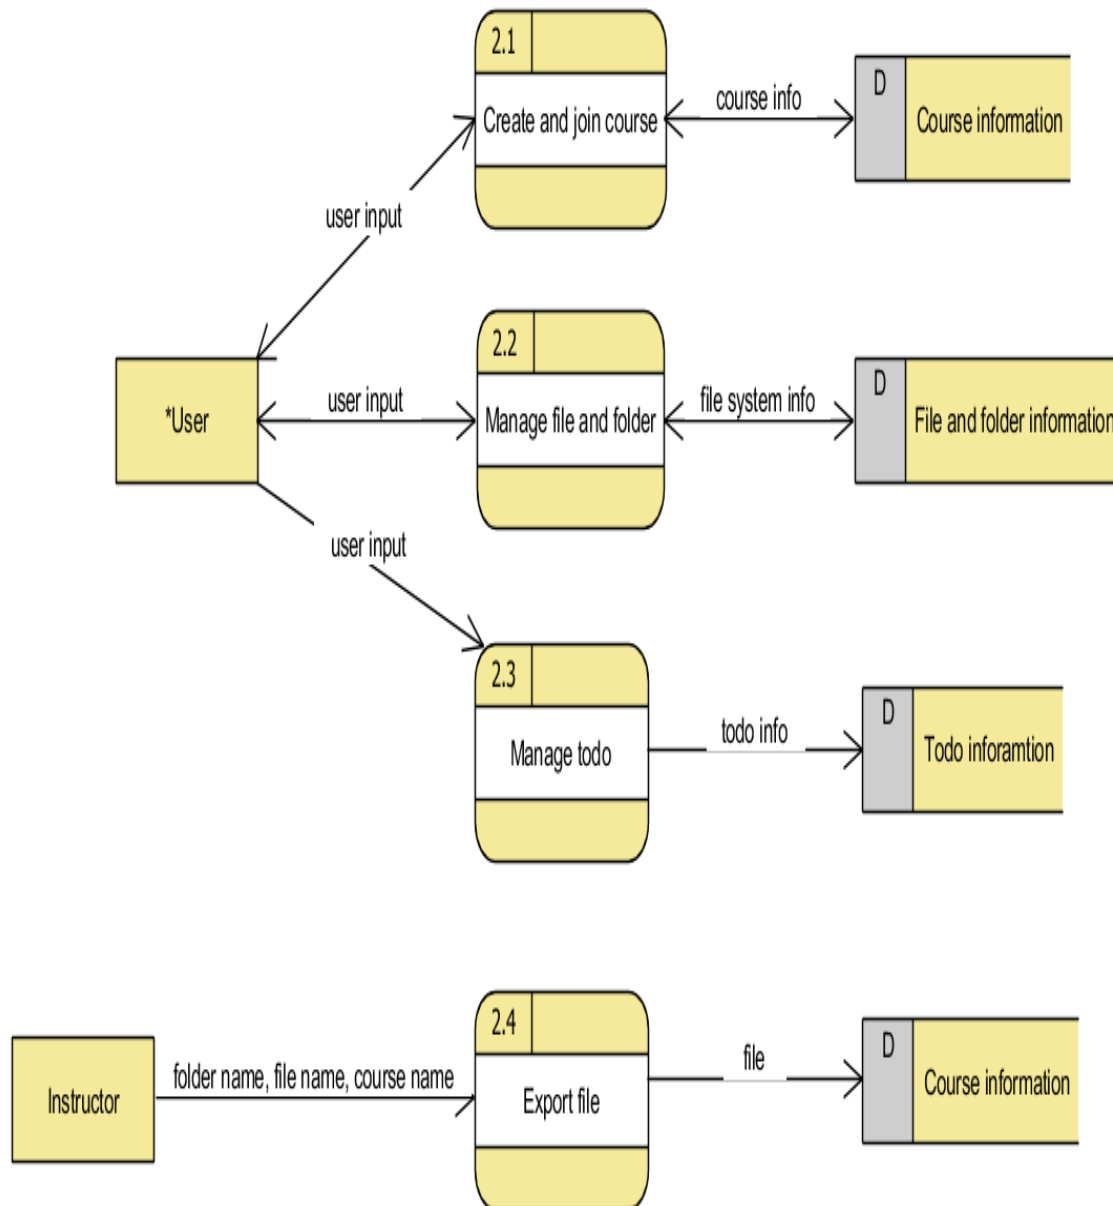 2.1
D
Create and join course
course info
Course information
user input
2.2
D
*User
user input
Manage file and folder
file system info
File and folder information
user input
2.3
D
Manage todo
todo info
Todo inforamtion
2.4
D
Instructor
folder name, file name, course name
Export file
file
Course information